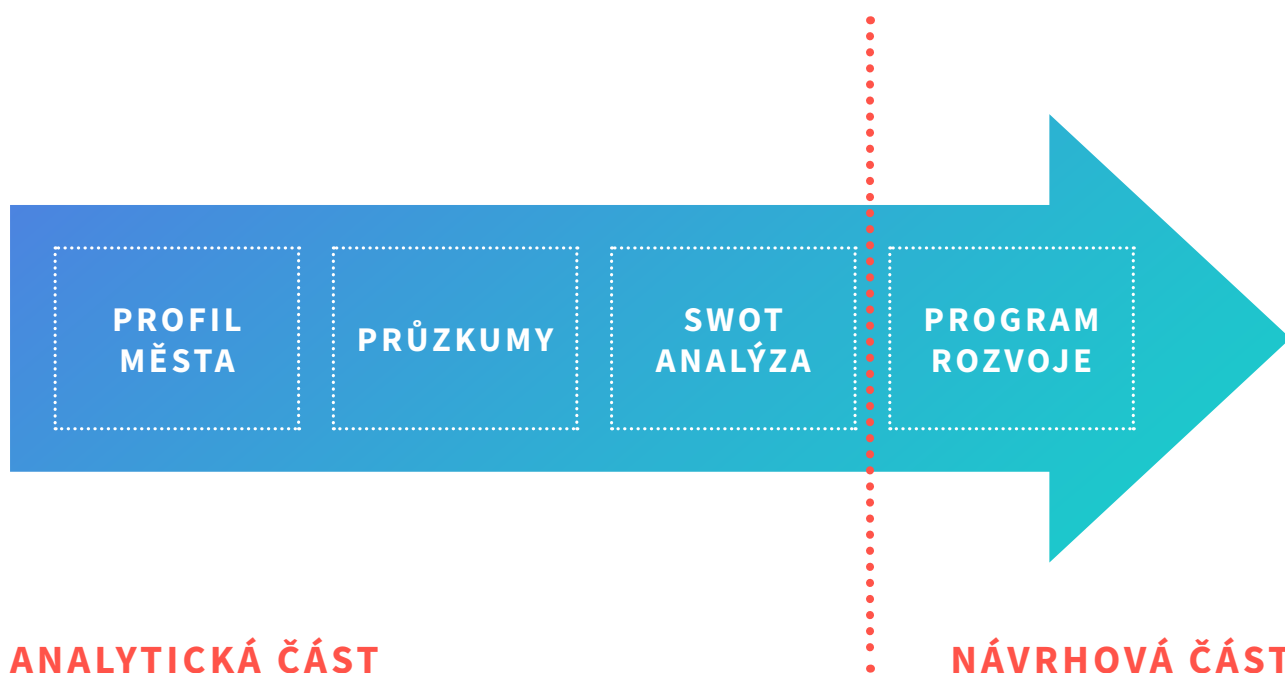 PROFIL
MĚSTA
PRŮZKUMY
SWOT
ANALÝZA
PROGRAM
ROZVOJE
ANALYTICKÁ ČÁST
NÁVRHOVÁ ČÁST